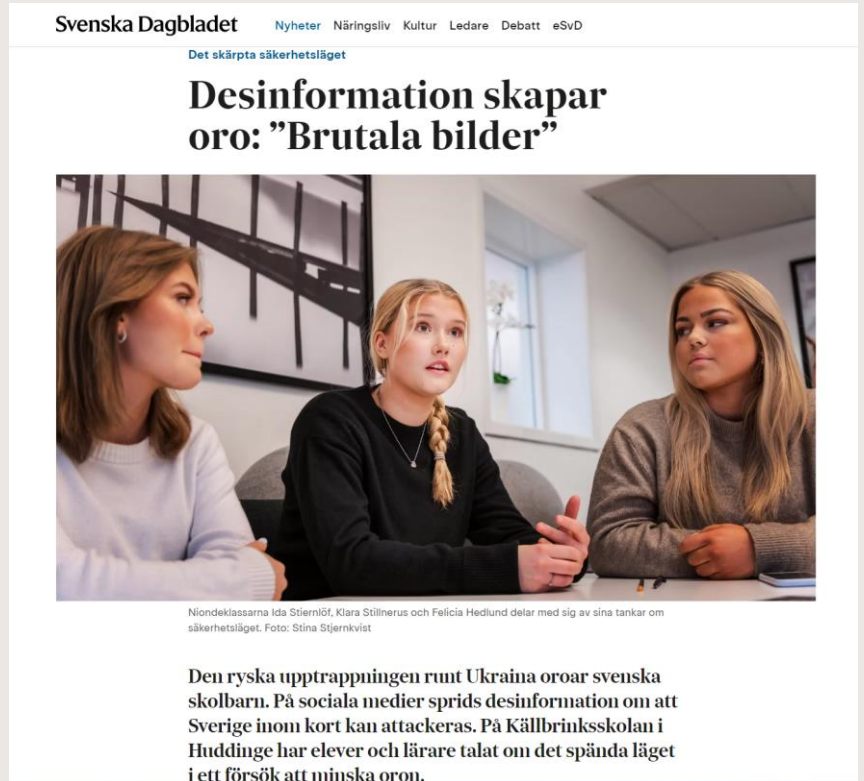 Svenska Dagbladet Nyheter Näringsliv Kultur Ledare Debatt eSvD
Det skärpta säkerhetsläget
Desinformation skapar
oro: ”Brutala bilder”
Niondeklassarna Ida Stiernlöf, Klara Stillnerus och Felicia Hedlund delar med sig av sina tankar om
säkerhetsläget. Foto: Stina Stjernkvist
Den ryska upptrappningen runt Ukraina oroar svenska
skolbarn. På sociala medier sprids desinformation om att
Sverige inom kort kan attackeras. På Källbrinksskolan i
Huddinge har elever och lärare talat om det spända läget
i ett försök att minska oron.